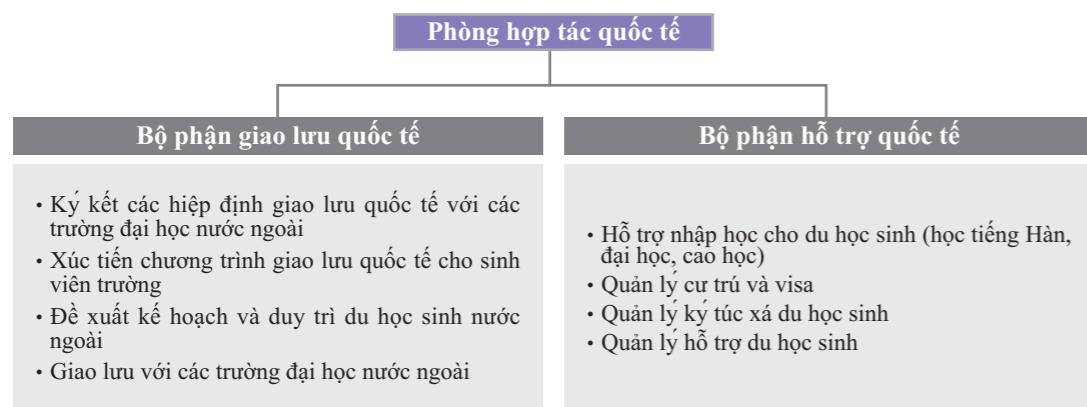 Phòng hợp tác quốc tế
Bộ phận giao lưu quốc tế
• Ký kết các hiệp định giao lưu quốc tế với các
trường đại học nước ngoài
• Xúc tiến chương trình giao lưu quốc tế cho sinh
viên trường
• Đề xuất kế hoạch và duy trì du học sinh nước
ngoài
• Giao lưu với các trường đại học nước ngoài
Bộ phận hỗ trợ quốc tế
• Hỗ trợ nhập học cho du học sinh (học tiếng Hàn,
đại học, cao học)
• Quản lý cư trú và visa
• Quản lý ký túc xá du học sinh
• Quản lý hỗ trợ du học sinh